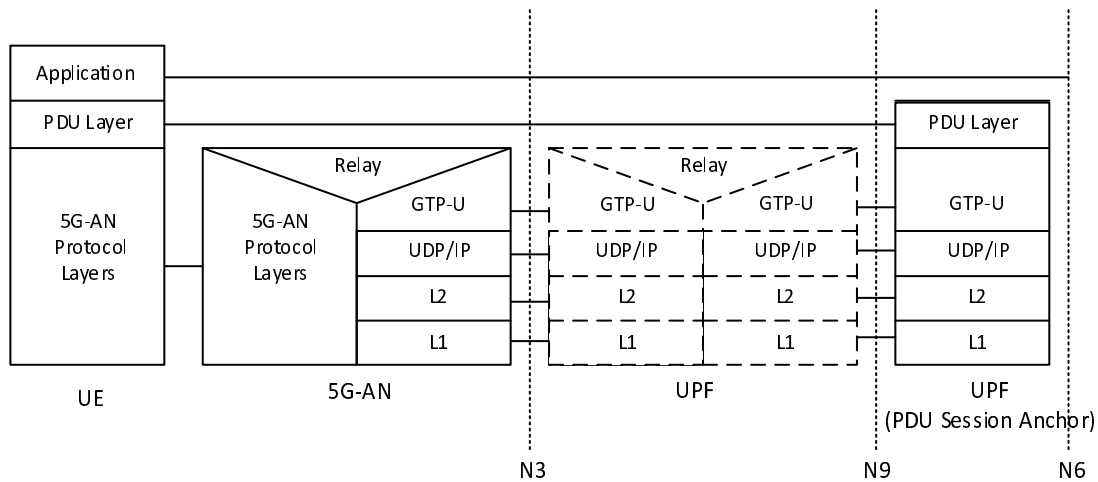 Application
PDU Layer
5G-AN
Protocol
Layers
UE
Relay
5G-AN
Protocol
Layers
GTP-U
UDP/IP
L2
L1
5G-AN
N3
Relay
GTP-U
GTP-U
UDP/IP
UDP/IP
L2
L2
L1
L1
UPF
N9
PDU Layer
GTP-U
UDP/IP
L2
L1
UPF
(PDU Session Anchor)
N6